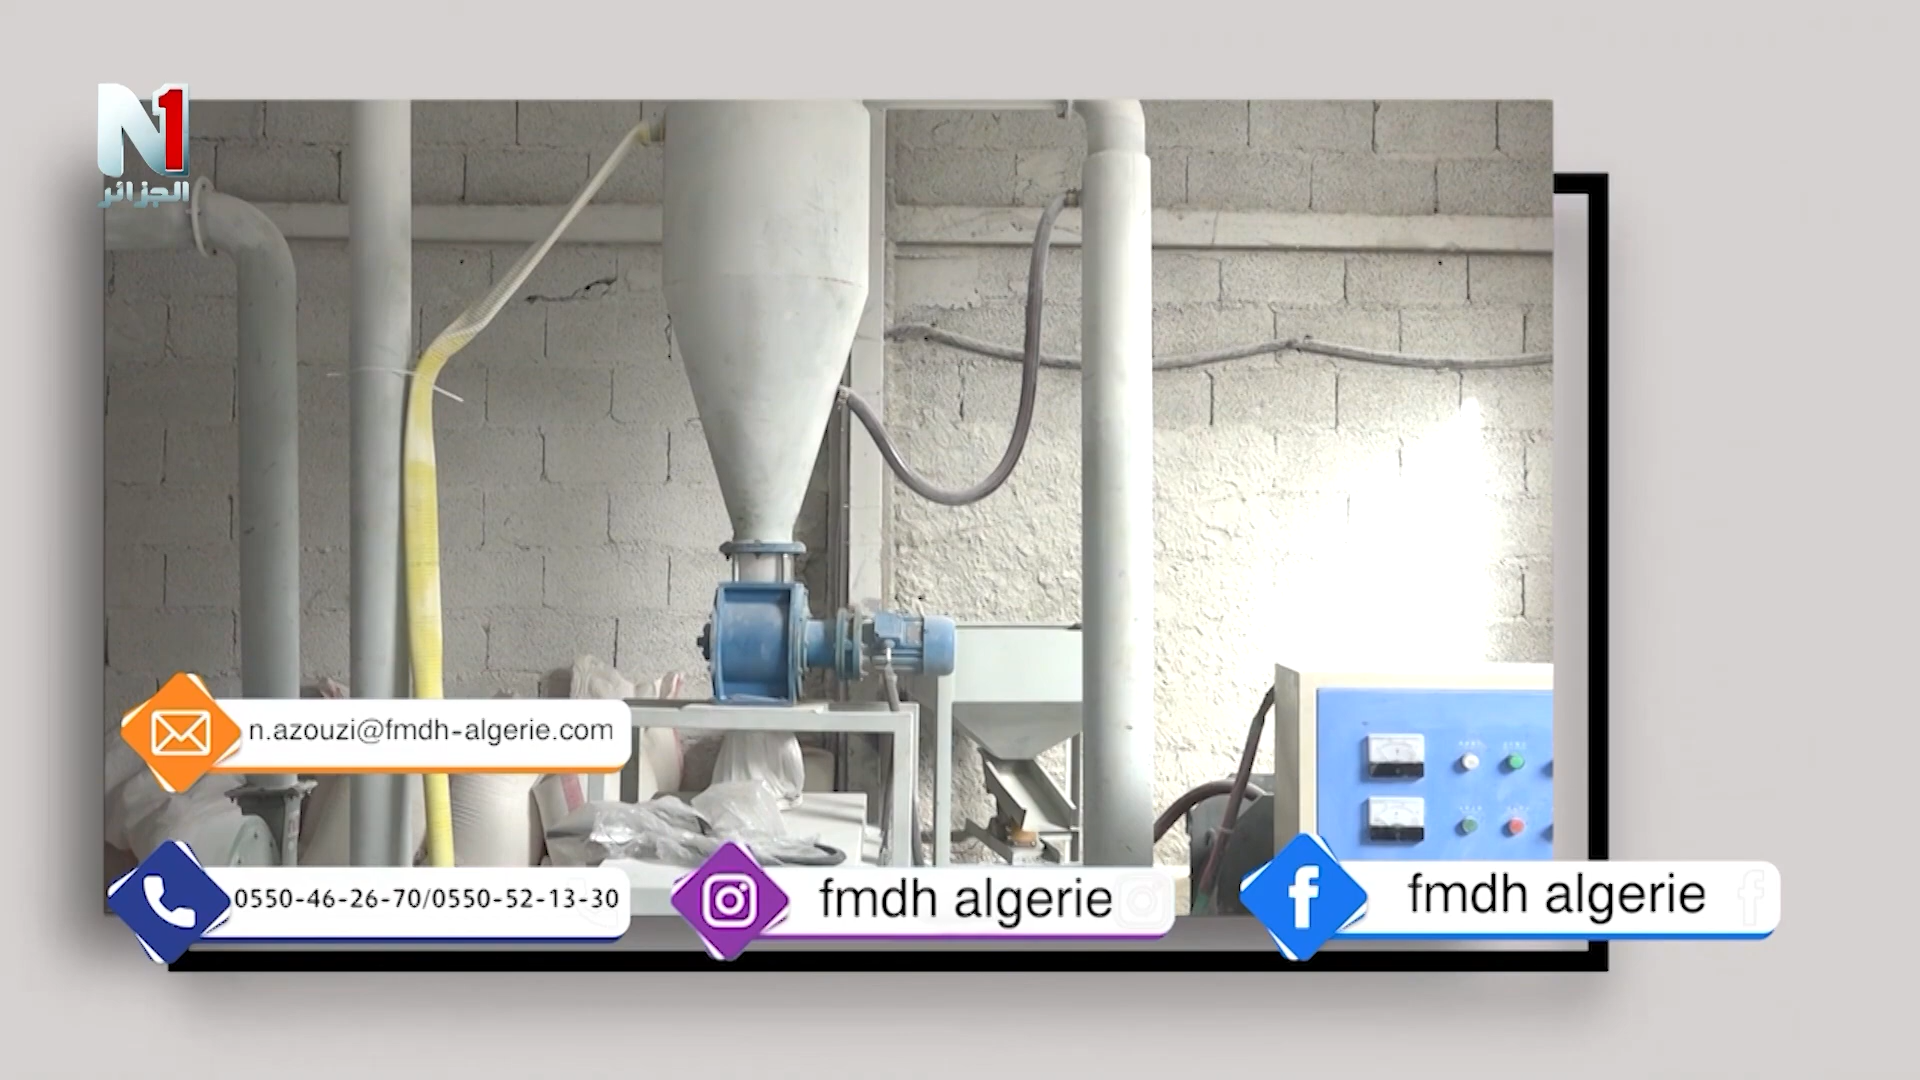 N1
الجزائر
n.azouzi@fmdh-algerie.com
0550-46-26-70/0550-52-13-30
fmdh algerie
fmdh algerie